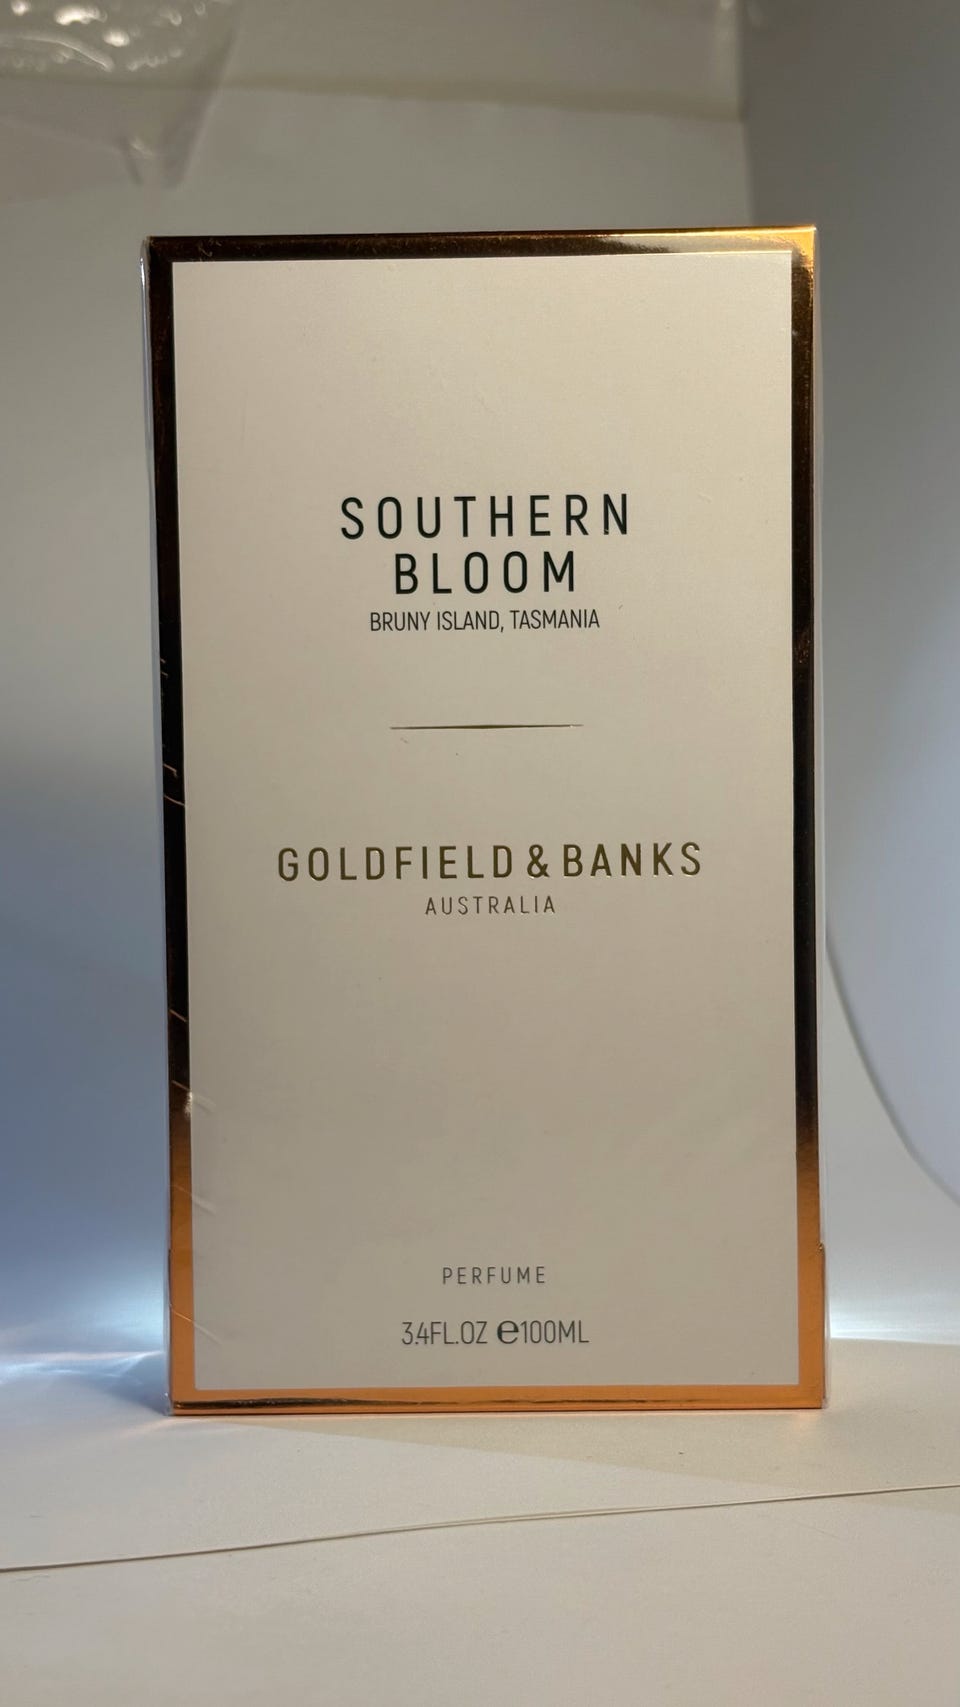 SOUTHERN
BLOOM
BRUNY ISLAND, TASMANIA
GOLDFIELD & BANKS
AUSTRALIA
PERFUME
3.4FL.OZ ℮100ML